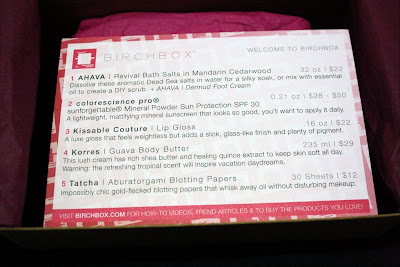 BIRCHBOX WELCOME TO BIRCHBOX
1 AHAVA | Revival Bath Salts in Mandarin Cedarwood 32 oz | $22
Dissolve these aromatic Dead Sea salts in water for a silky soak, or mix with essential
oil to create a DIY scrub. + AHAVA | Dermud Foot Cream
2 colorescience pro® 0.21 oz | $28 - $50
sunforgettable® Mineral Powder Sun Protection SPF 30
A lightweight, mattifying mineral sunscreen that looks so good, you'll want to apply it daily.
3 Kissable Couture | Lip Gloss 16 oz | $22
A luxe gloss that feels weightless but adds a slick, glass-like finish and plenty of pigment.
4 Korres | Guava Body Butter 235 ml | $29
This lush cream has rich shea butter and healing quince extract to keep skin soft all day.
Warning: the refreshing tropical scent will inspire vacation daydreams.
5 Tatcha | Aburatorgami Blotting Papers 30 Sheets | $12
Impossibly chic gold-flecked blotting papers that whisk away oil without disturbing makeup.
VISIT BIRCHBOX.COM FOR HOW-TO VIDEOS, TREND ARTICLES & TO BUY THE PRODUCTS YOU LOVE!